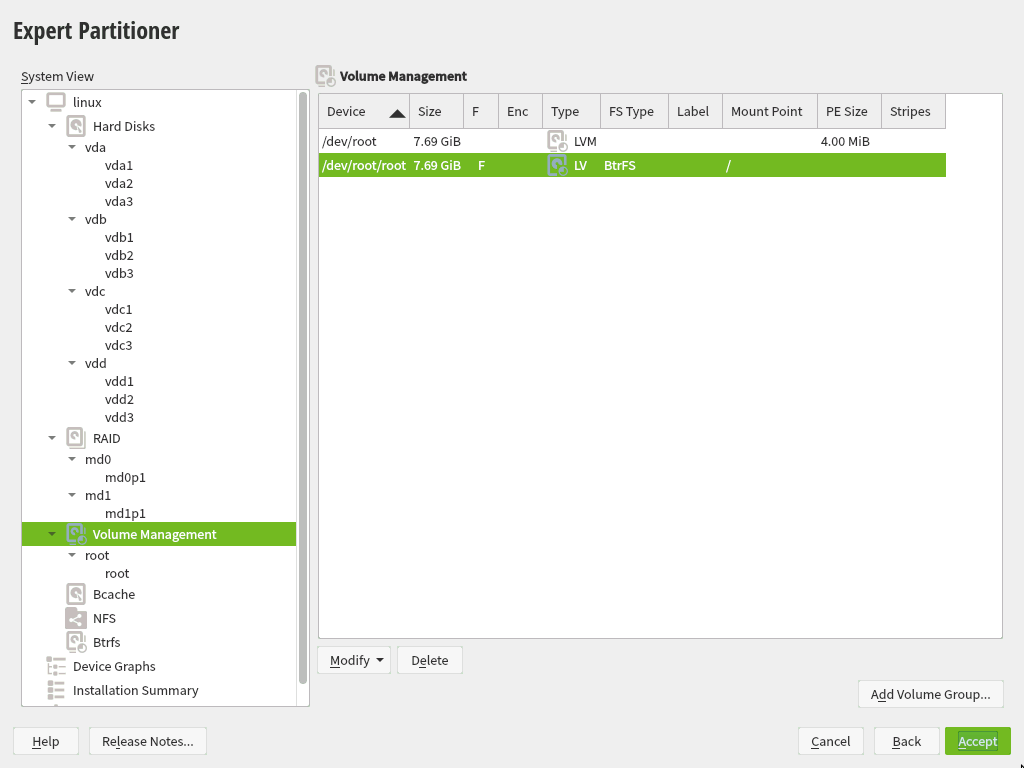 Expert Partitioner
System View
linux
Hard Disks
vda
vda1
vda2
vda3
vdb
vdb1
vdb2
vdb3
vdc
vdc1
vdc2
vdc3
vdd
vdd1
vdd2
vdd3
RAID
md0
md0p1
md1
md1p1
Volume Management
root
root
Bcache
NFS
Btrfs
Device Graphs
Installation Summary
Volume Management
Device Size F Enc Type FS Type Label Mount Point PE Size Stripes
/dev/root 7.69 GiB LVM 4.00 MiB
/dev/root/root 7.69 GiB F LV BtrFS /
Modify Delete
Add Volume Group...
Help Release Notes... Cancel Back Accept